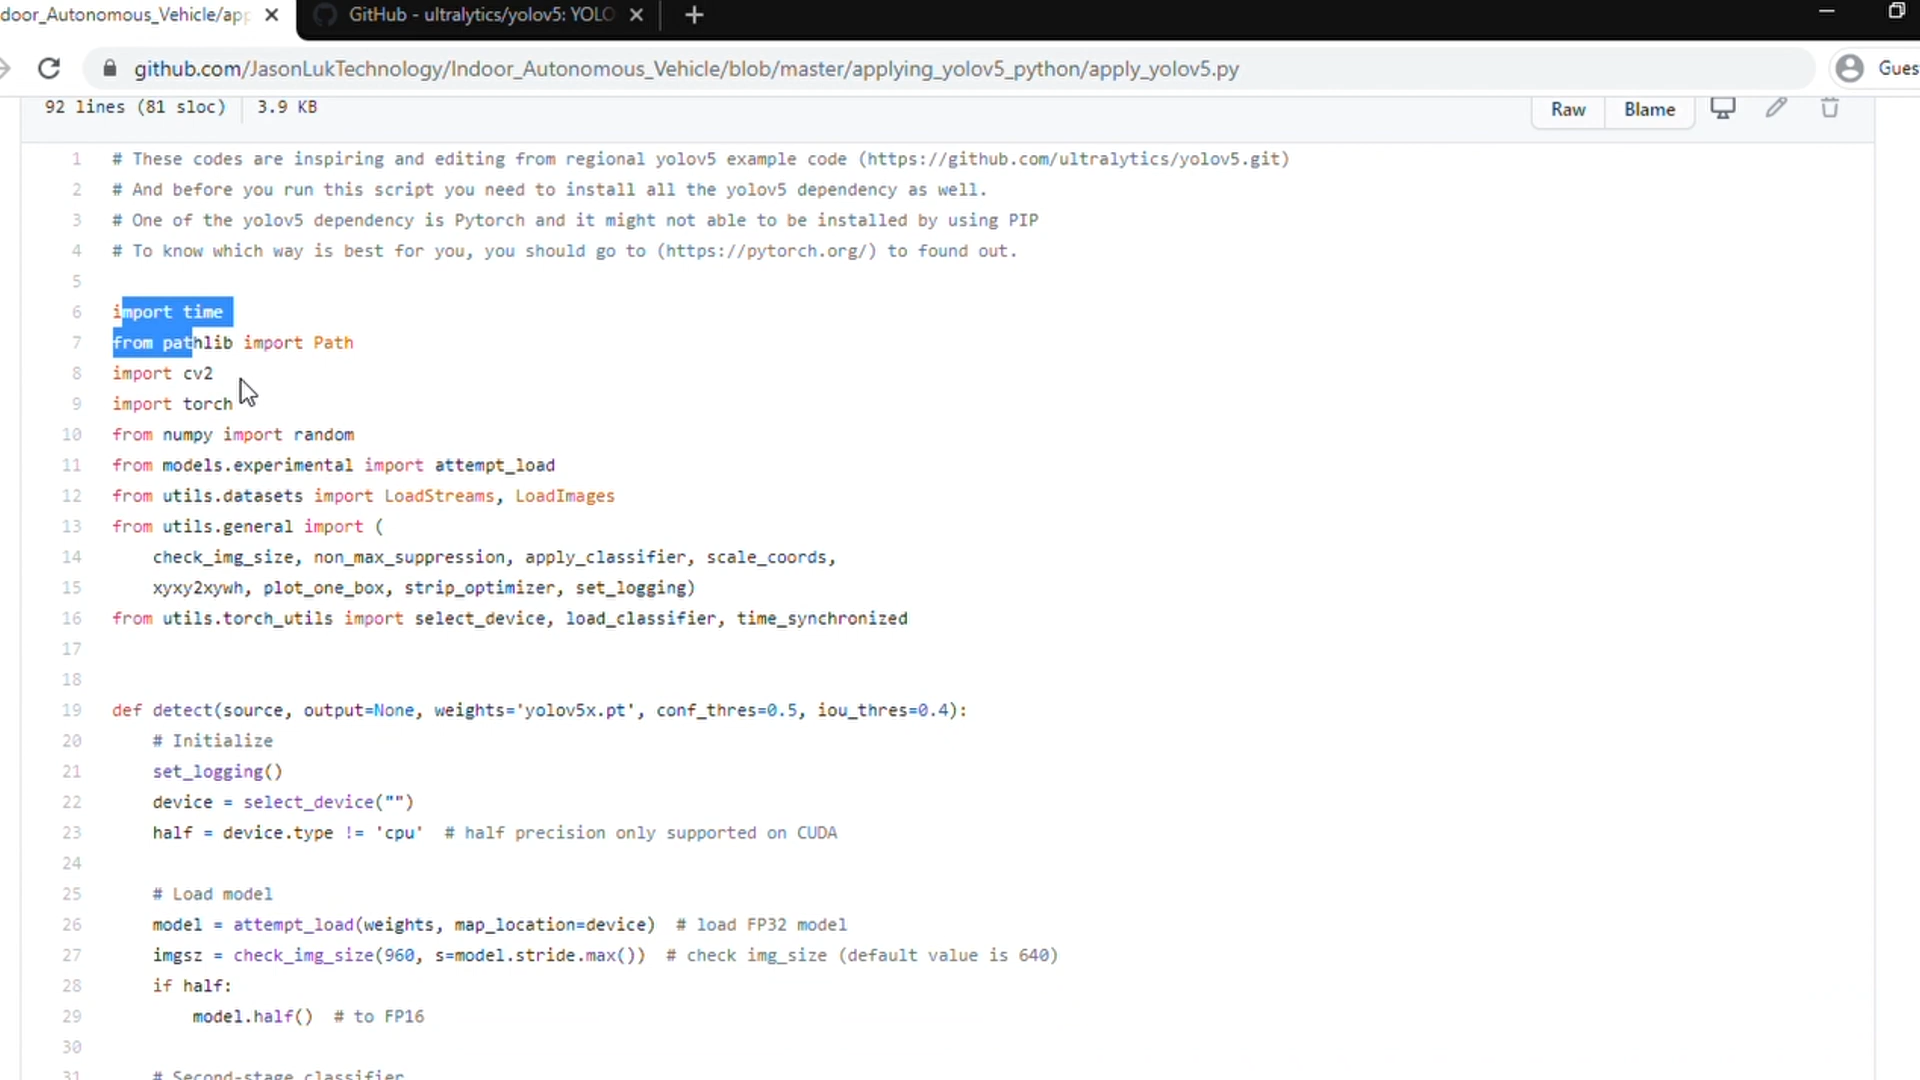 door_Autonomous_Vehicle/app
GitHub - ultralytics/yolov5: YOLO
github.com/JasonLukTechnology/Indoor_Autonomous_Vehicle/blob/master/applying_yolov5_python/apply_yolov5.py
Gues
92 lines (81 sloc) 3.9 KB
Raw Blame
1 # These codes are inspiring and editing from regional yolov5 example code (https://github.com/ultralytics/yolov5.git)
2 # And before you run this script you need to install all the yolov5 dependency as well.
3 # One of the yolov5 dependency is Pytorch and it might not able to be installed by using PIP
4 # To know which way is best for you, you should go to (https://pytorch.org/) to found out.
5
6 import time
7 from pathlib import Path
8 import cv2
9 import torch
10 from numpy import random
11 from models.experimental import attempt_load
12 from utils.datasets import LoadStreams, LoadImages
13 from utils.general import (
14 check_img_size, non_max_suppression, apply_classifier, scale_coords,
15 xyxy2xywh, plot_one_box, strip_optimizer, set_logging)
16 from utils.torch_utils import select_device, load_classifier, time_synchronized
17
18
19 def detect(source, output=None, weights='yolov5x.pt', conf_thres=0.5, iou_thres=0.4):
20 # Initialize
21 set_logging()
22 device = select_device("")
23 half = device.type != 'cpu' # half precision only supported on CUDA
24
25 # Load model
26 model = attempt_load(weights, map_location=device) # load FP32 model
27 imgsz = check_img_size(960, s=model.stride.max()) # check img_size (default value is 640)
28 if half:
29 model.half() # to FP16
30
31 # Second-stage classifier